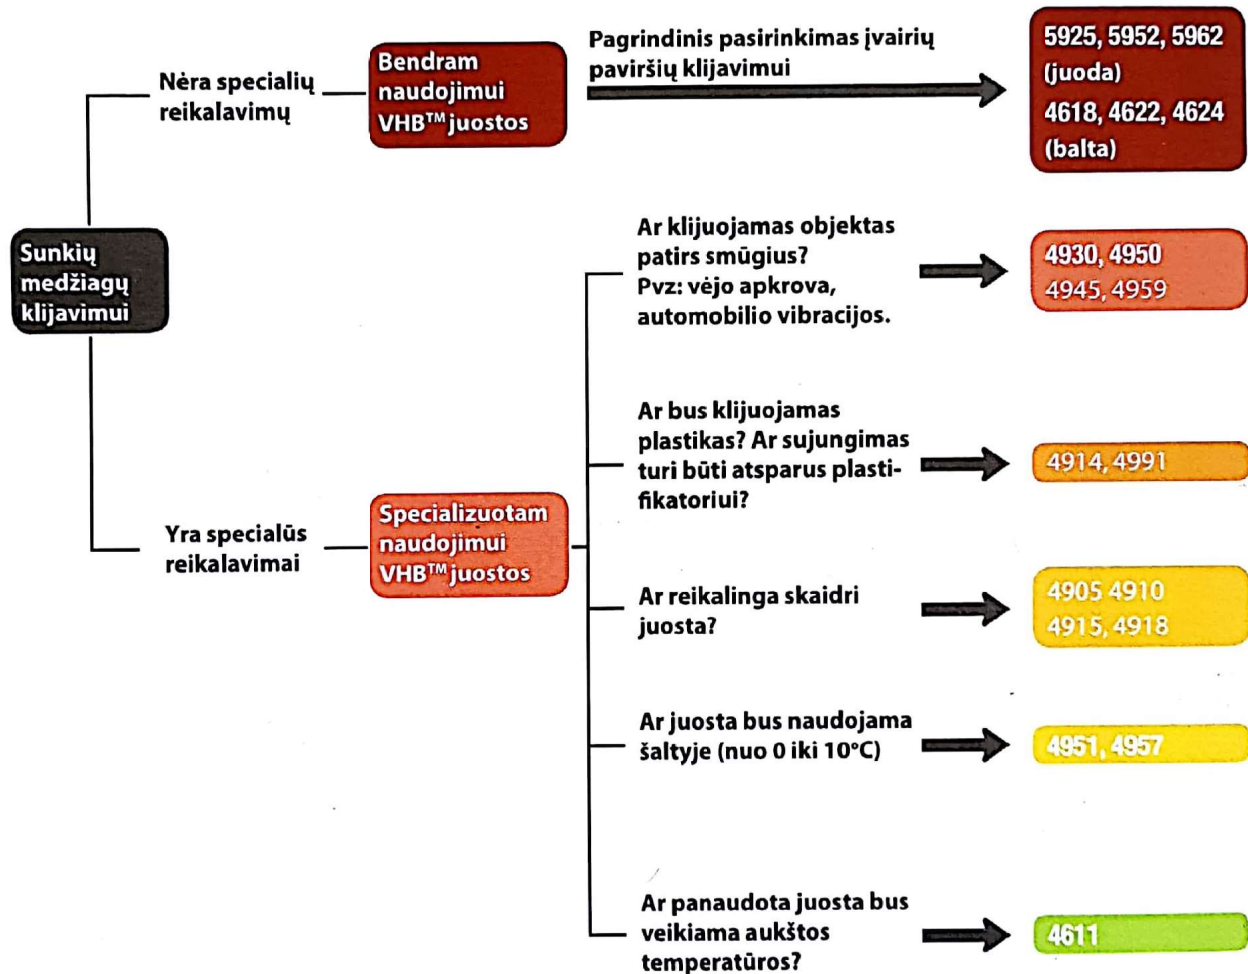 Sunkių
medžiagų
klijavimui
Nėra specialių
reikalavimų
Bendram
naudojimui
VHB™ juostos
Pagrindinis pasirinkimas įvairių
paviršių klijavimui
5925, 5952, 5962
(juoda)
4618, 4622, 4624
(balta)
Yra specialūs
reikalavimai
Specializuotam
naudojimui
VHB™ juostos
Ar klijuojamas objektas
patirs smūgius?
Pvz: vėjo apkrova,
automobilio vibracijos.
4930, 4950
4945, 4959
Ar bus klijuojamas
plastikas? Ar sujungimas
turi būti atsparus plasti-
fikatoriui?
4914, 4991
Ar reikalinga skaidri
juosta?
4905 4910
4915, 4918
Ar juosta bus naudojama
šaltyje (nuo 0 iki 10°C)
4951, 4957
Ar panaudota juosta bus
veikiama aukštos
temperatūros?
4611